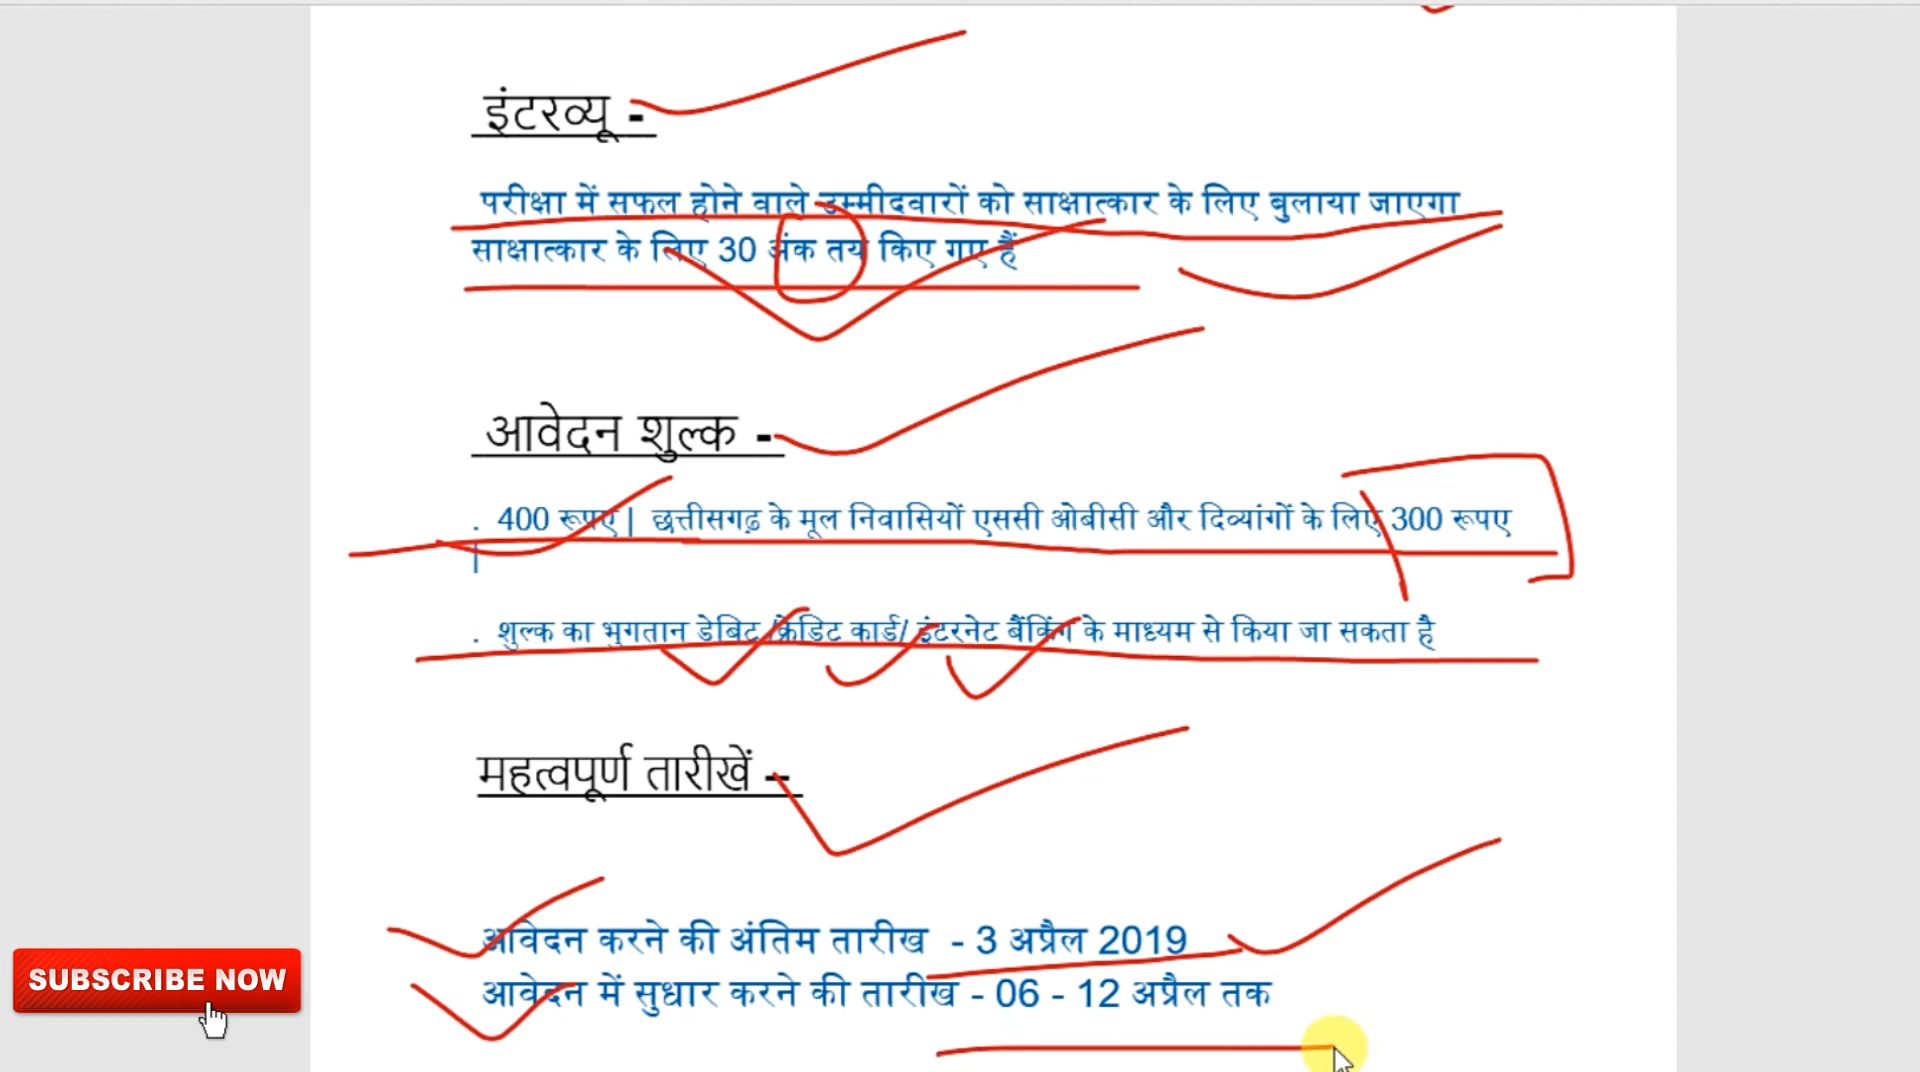 इंटरव्यू -
परीक्षा में सफल होने वाले उम्मीदवारों को साक्षात्कार के लिए बुलाया जाएगा
साक्षात्कार के लिए 30 अंक तय किए गए हैं
आवेदन शुल्क -
. 400 रूपए | छत्तीसगढ़ के मूल निवासियों एससी ओबीसी और दिव्यांगों के लिए 300 रूपए
|
. शुल्क का भुगतान डेबिट /क्रेडिट कार्ड/ इंटरनेट बैंकिंग के माध्यम से किया जा सकता है
महत्वपूर्ण तारीखें -
आवेदन करने की अंतिम तारीख - 3 अप्रैल 2019
आवेदन में सुधार करने की तारीख - 06 - 12 अप्रैल तक
SUBSCRIBE NOW